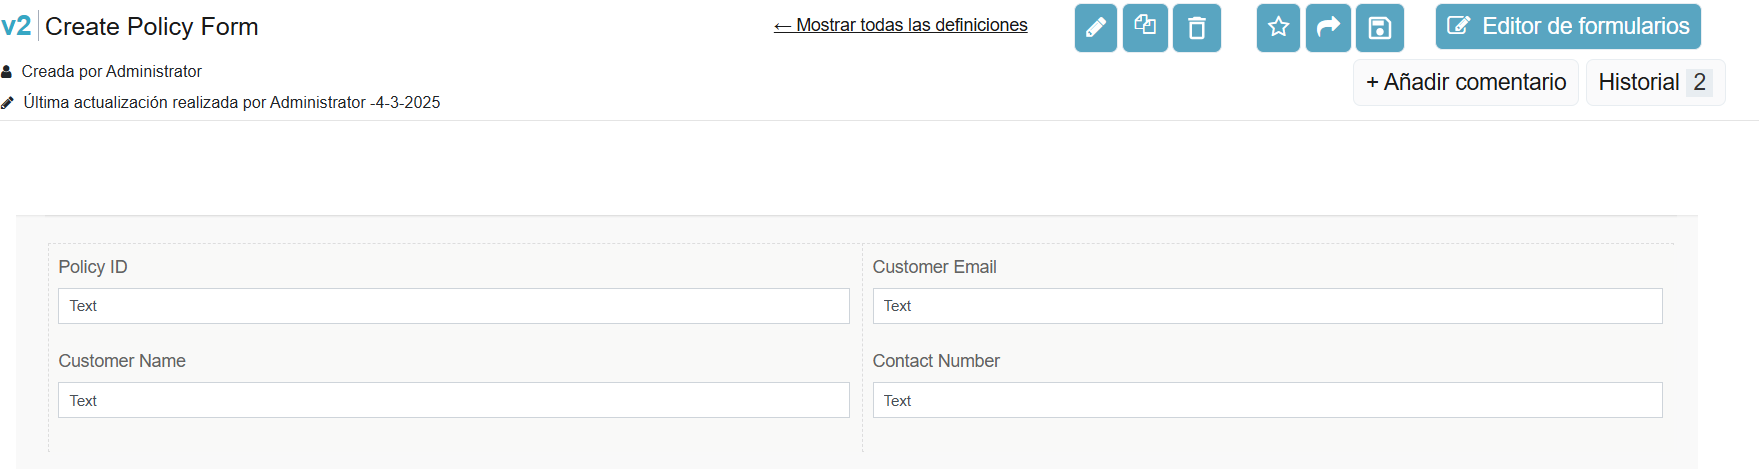 v2 Create Policy Form
← Mostrar todas las definiciones
Editor de formularios
Creada por Administrator
+ Añadir comentario
Historial 2
Última actualización realizada por Administrator -4-3-2025
Policy ID
Customer Email
Text
Text
Customer Name
Contact Number
Text
Text